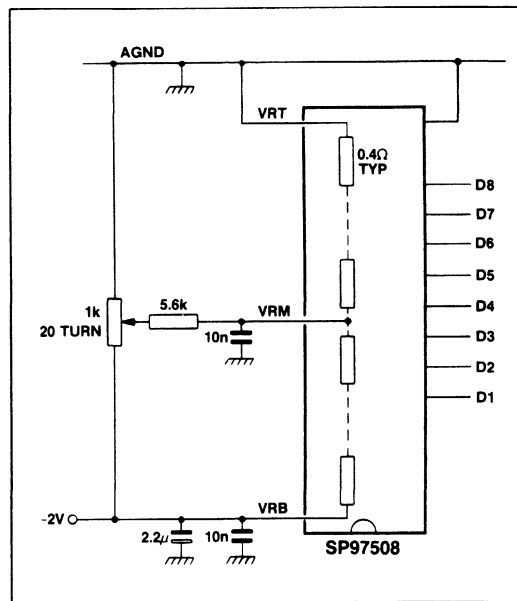 AGND
VRT
0.4Ω
TYP
D8
D7
D6
D5
D4
D3
D2
D1
1k
20 TURN
5.6k
VRM
10n
-2V
VRB
2.2µ
10n
SP97508